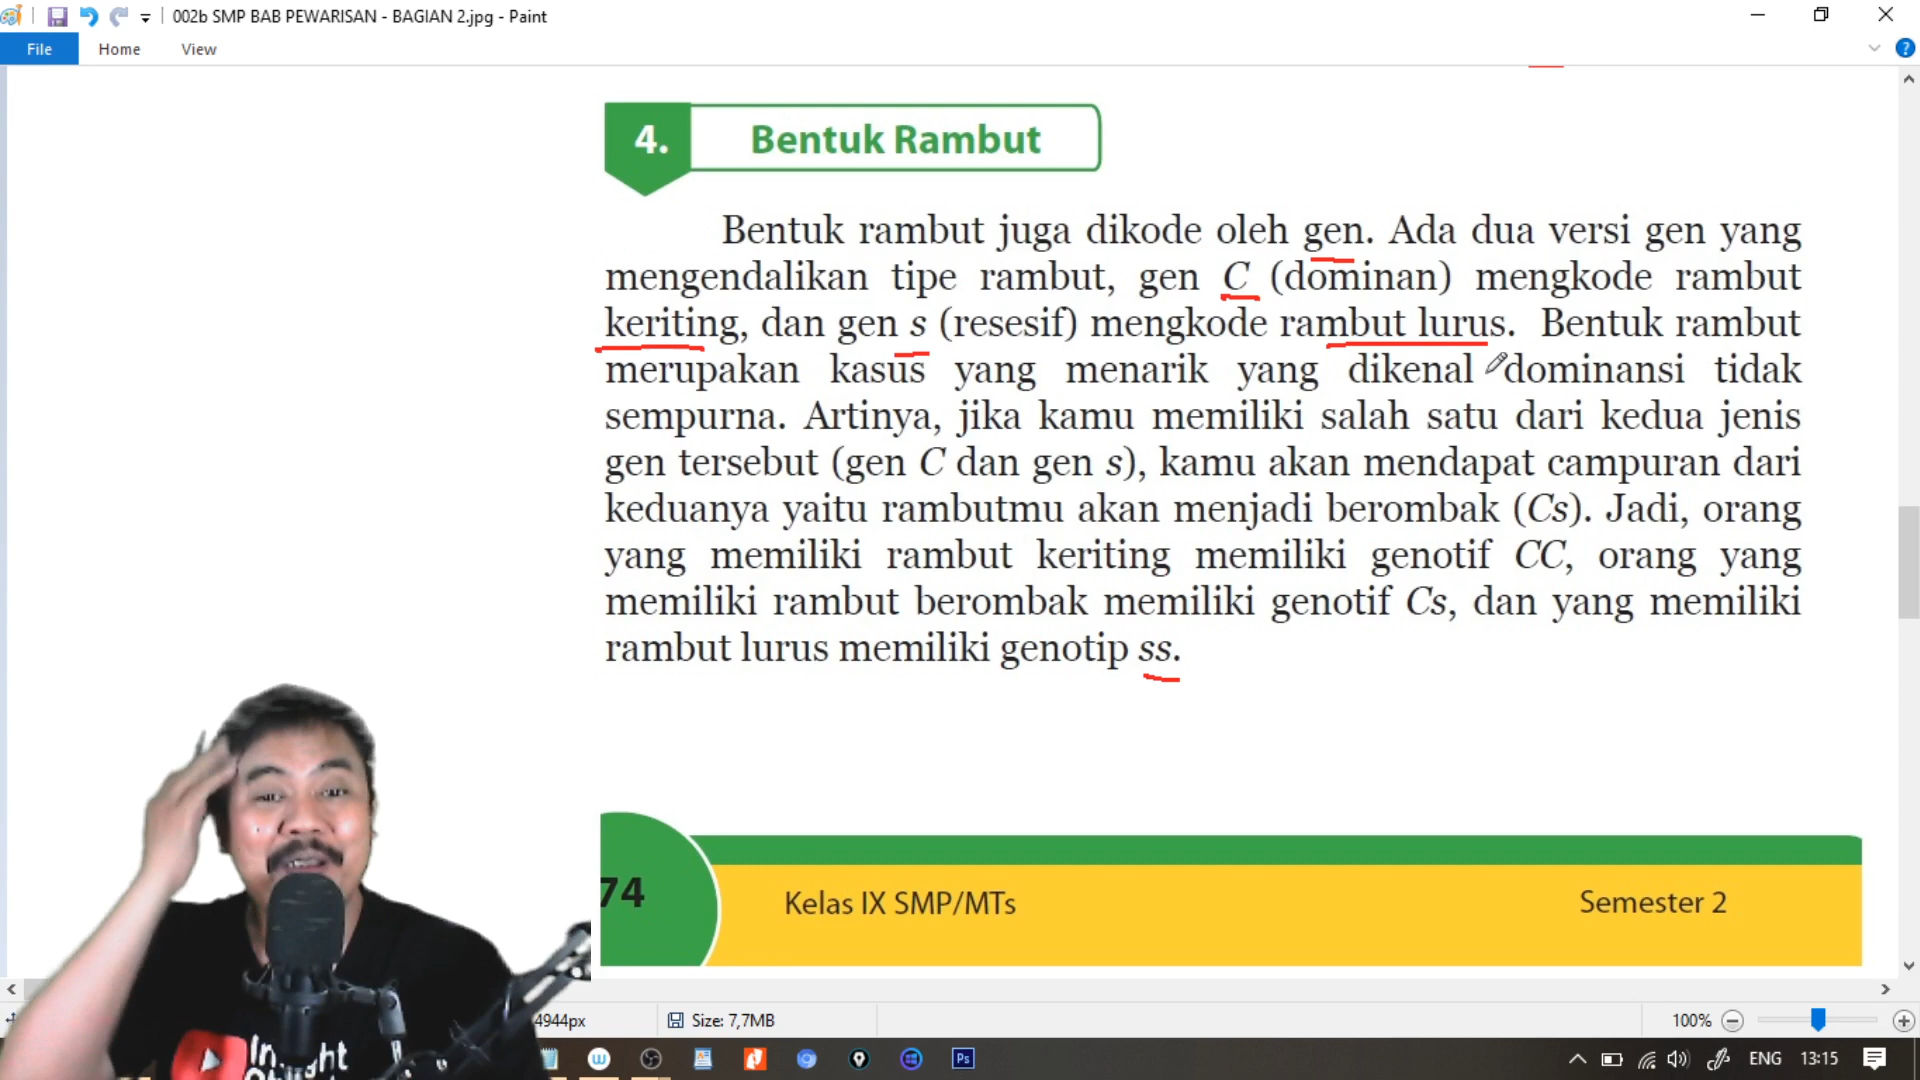 002b SMP BAB PEWARISAN - BAGIAN 2.jpg - Paint
File Home View
4. Bentuk Rambut
Bentuk rambut juga dikode oleh gen. Ada dua versi gen yang
mengendalikan tipe rambut, gen C (dominan) mengkode rambut
keriting, dan gen s (resesif) mengkode rambut lurus. Bentuk rambut
merupakan kasus yang menarik yang dikenal dominansi tidak
sempurna. Artinya, jika kamu memiliki salah satu dari kedua jenis
gen tersebut (gen C dan gen s), kamu akan mendapat campuran dari
keduanya yaitu rambutmu akan menjadi berombak (Cs). Jadi, orang
yang memiliki rambut keriting memiliki genotif CC, orang yang
memiliki rambut berombak memiliki genotif Cs, dan yang memiliki
rambut lurus memiliki genotip ss.
74 Kelas IX SMP/MTs Semester 2
4944px Size: 7,7MB 100%
Ps ENG 13:15